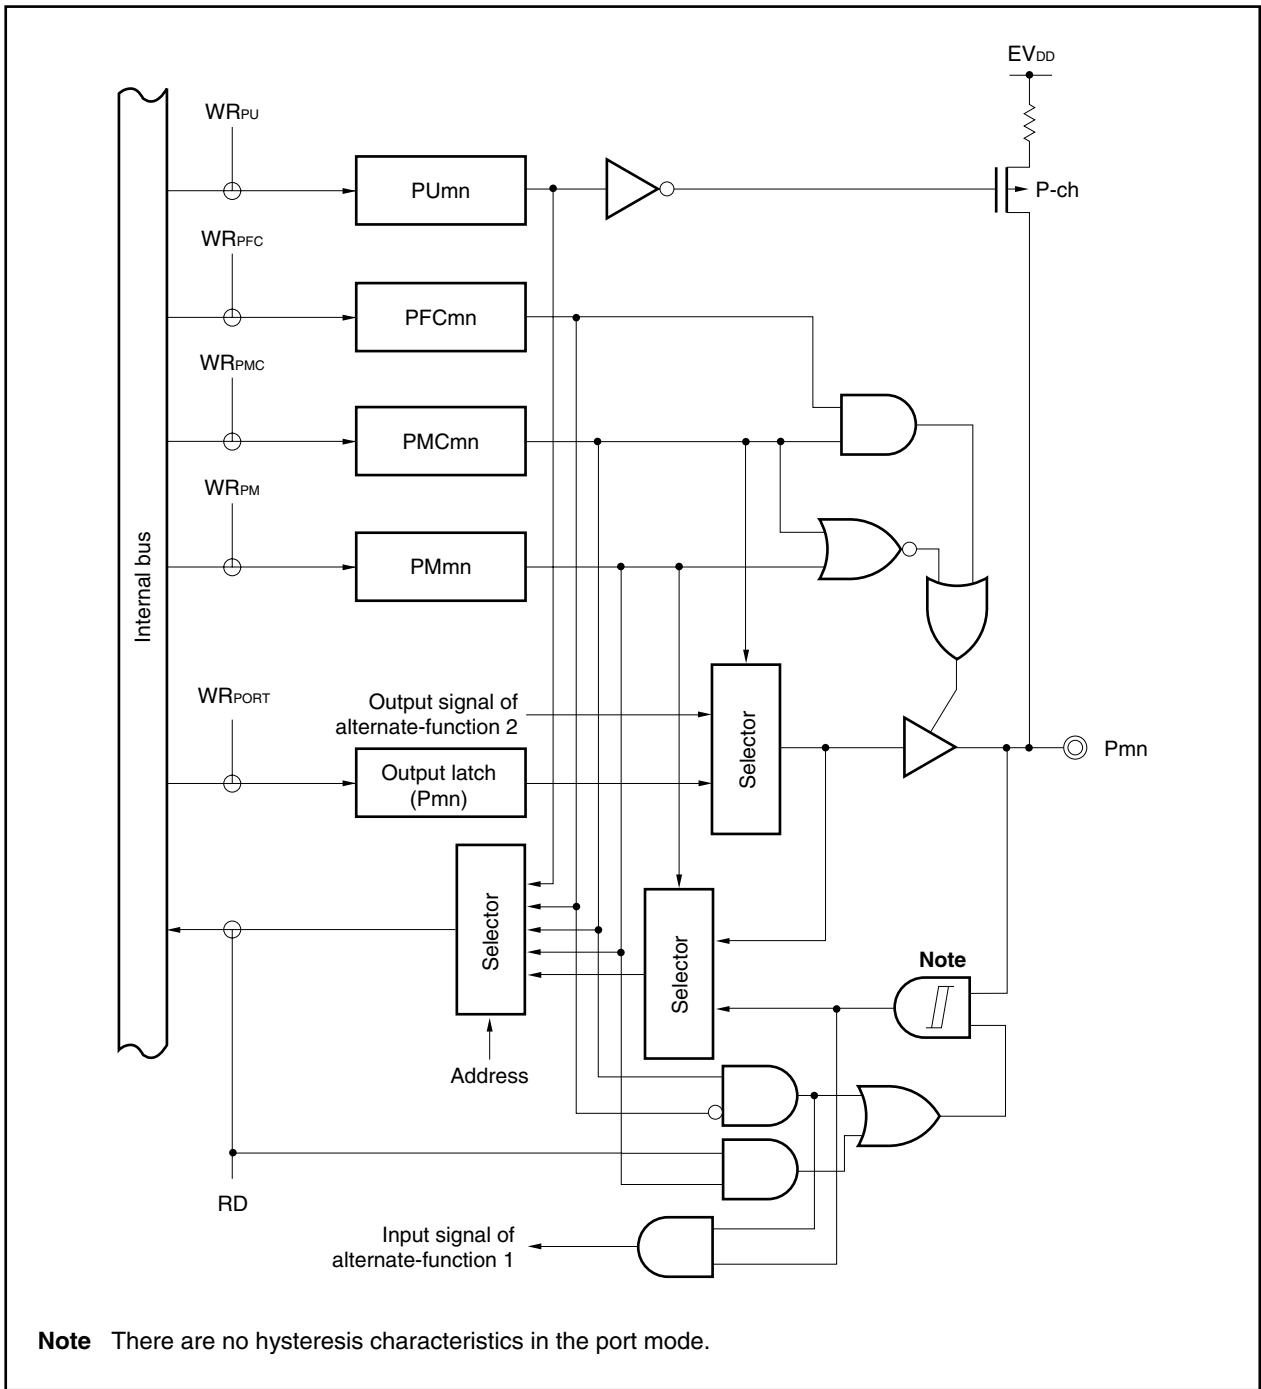 EVDD
WRPU
PUmn
P-ch
WRPFC
PFCmn
WRPMC
PMCmn
WRPM
PMmn
Internal bus
WRPORT
Output signal of
alternate-function 2
Output latch
(Pmn)
Selector
Pmn
Selector
Selector
Note
Address
RD
Input signal of
alternate-function 1
Note There are no hysteresis characteristics in the port mode.